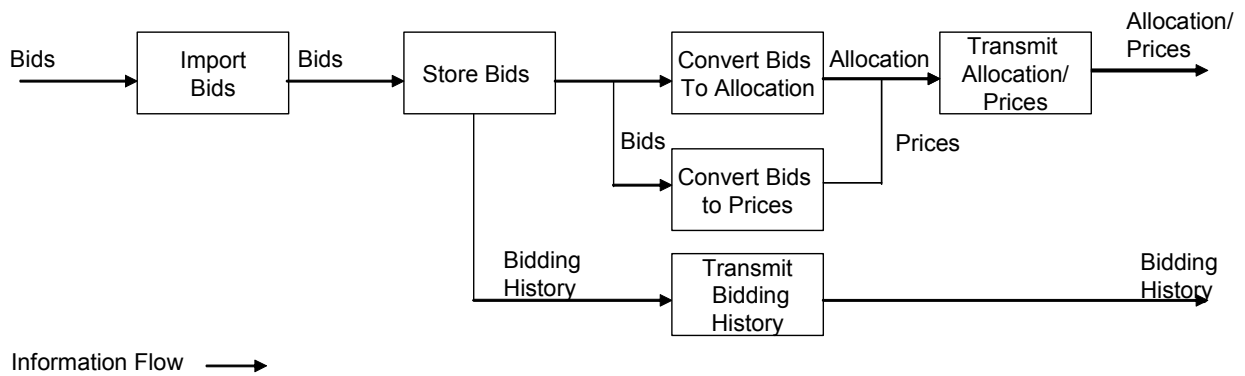 Bids
Import
Bids
Bids
Store Bids
Convert Bids
To Allocation
Allocation
Transmit
Allocation/
Prices
Allocation/
Prices
Bids
Convert Bids
to Prices
Prices
Bidding
History
Transmit
Bidding
History
Bidding
History
Information Flow